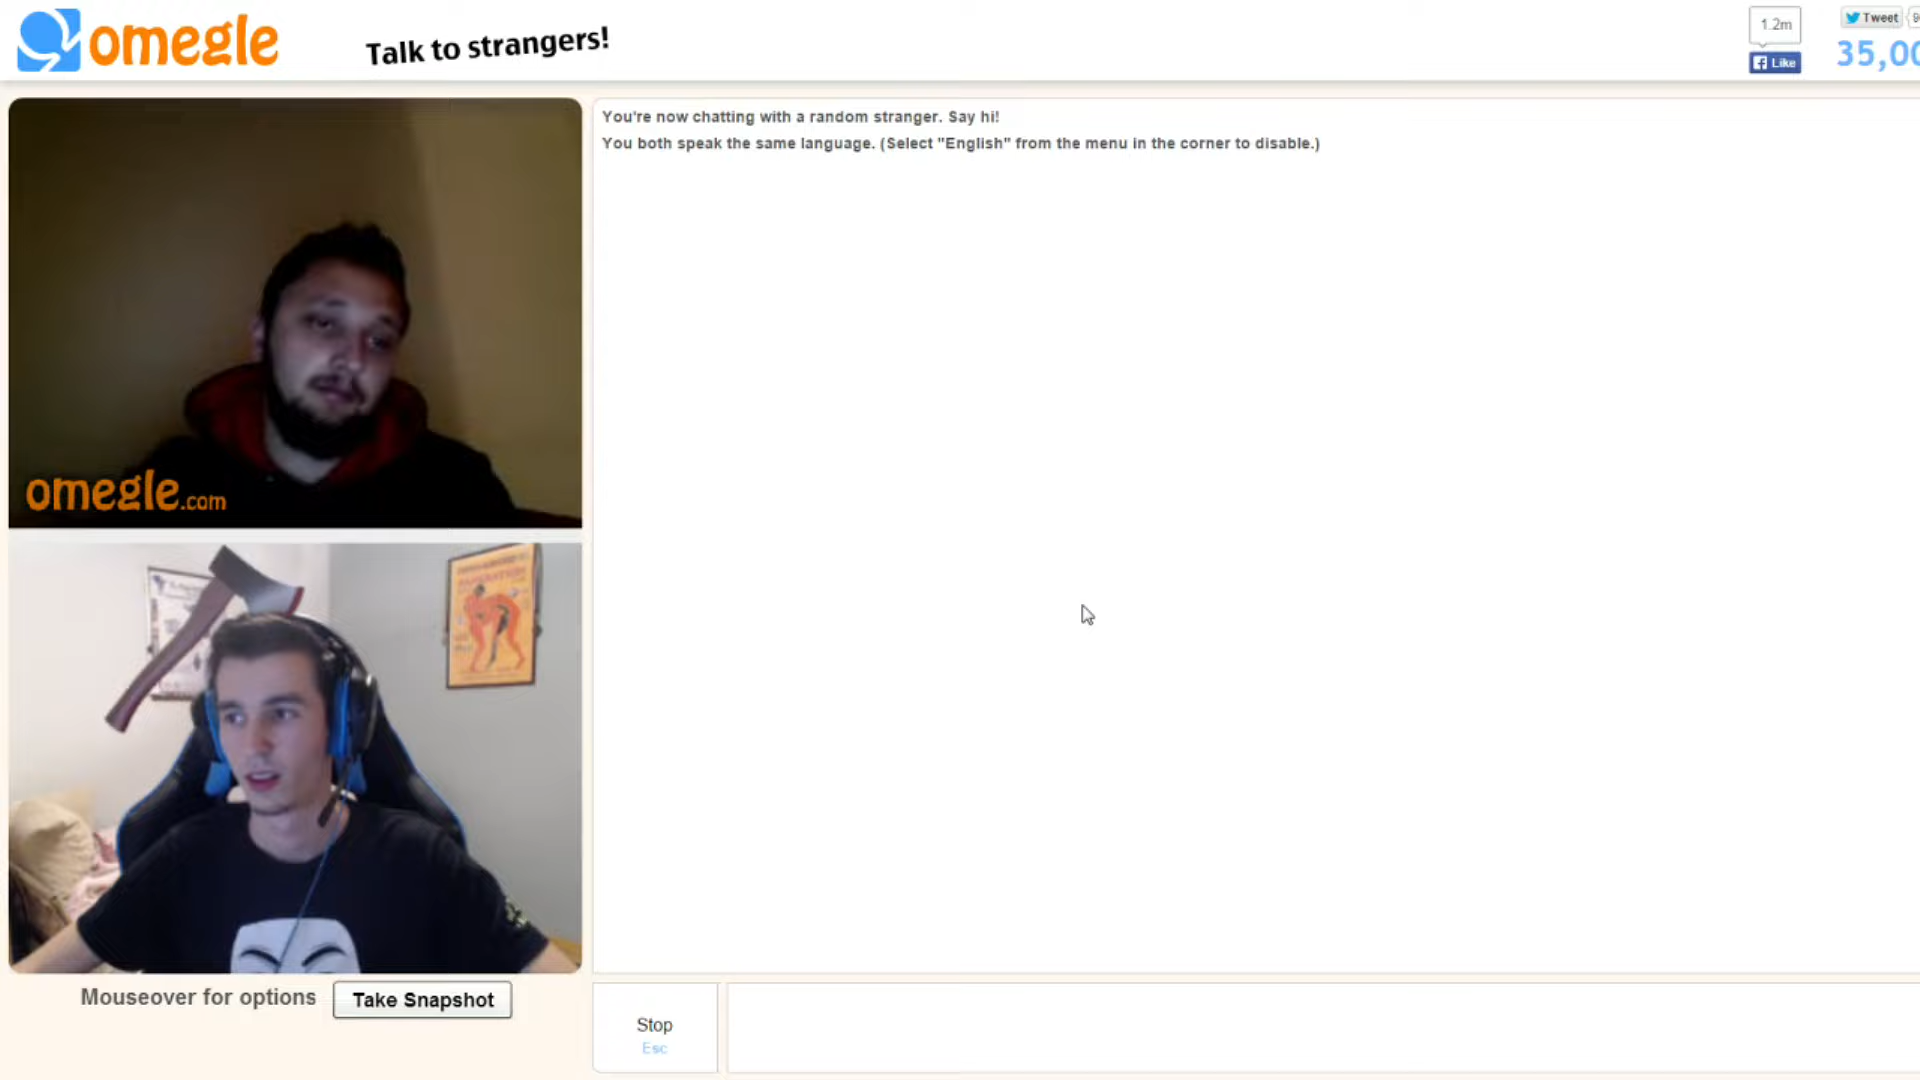 omegle
Talk to strangers!
1.2m
Like
Tweet
35,00
You're now chatting with a random stranger. Say hi!
You both speak the same language. (Select "English" from the menu in the corner to disable.)
omegle.com
Mouseover for options
Take Snapshot
Stop
Esc